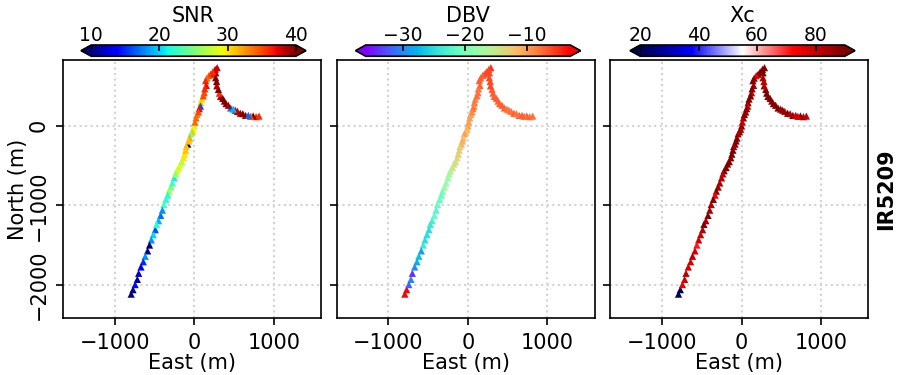 SNR DBV Xc
10 20 30 40 −30 −20 −10 20 40 60 80
North (m)
0
−1000
−2000
IR5209
−1000 0 1000 −1000 0 1000 −1000 0 1000
East (m) East (m) East (m)